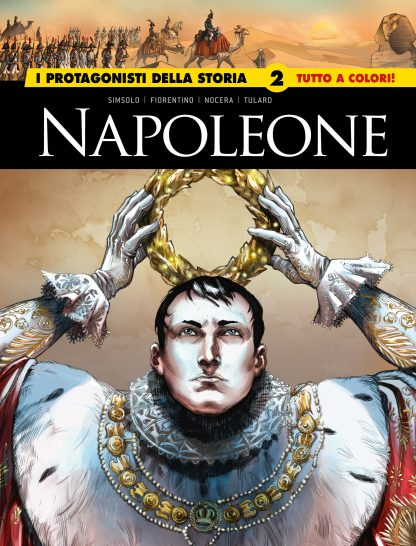 I PROTAGONISTI DELLA STORIA 2 TUTTO A COLORI!
SIMSOLO | FIORENTINO | NOCERA | TULARD
NAPOLEONE